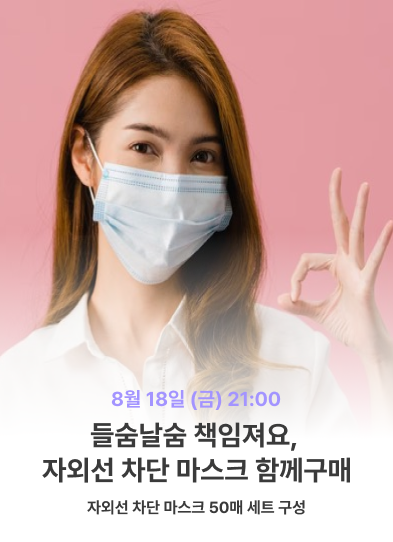 8월 18일 (금) 21:00
들숨날숨 책임져요,
자외선 차단 마스크 함께구매
자외선 차단 마스크 50매 세트 구성